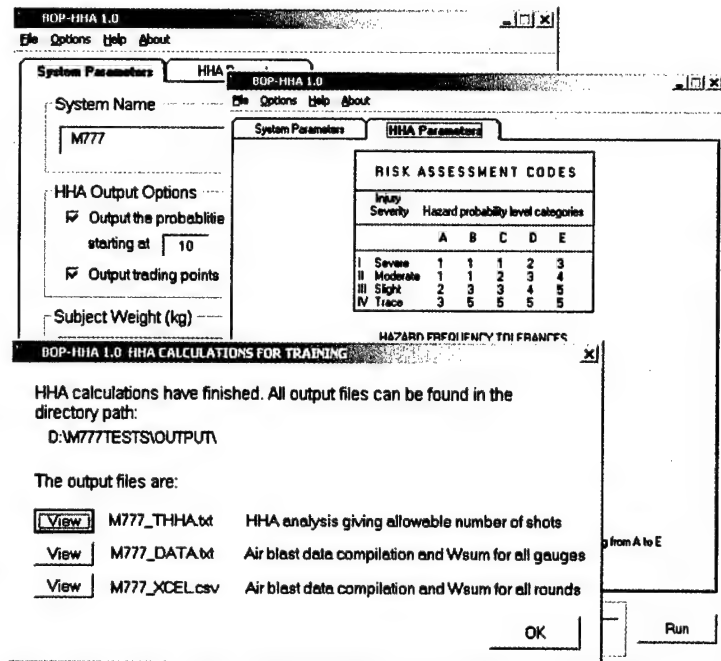 BOP-HHA 1.0
File Options Help About
System Parameters
System Name
M777
HHA Output Options
Output the probablitie
starting at 10
Output trading points
Subject Weight (kg)
BOP-HHA 1.0
File Options Help About
System Parameters HHA Parameters
RISK ASSESSMENT CODES
Injury Severity Hazard probability level categories
A B C D E
I Severe 1 1 1 2 3
II Moderate 1 1 2 3 4
III Slight 2 3 3 4 5
IV Trace 3 5 5 5 5
HAZARD FREQUENCY TOLERANCES
g from A to E
Run
BOP-HHA 1.0 HHA CALCULATIONS FOR TRAINING
HHA calculations have finished. All output files can be found in the
directory path:
D:\M777TESTS\OUTPUT\
The output files are:
View M777_THHA.txt HHA analysis giving allowable number of shots
View M777_DATA.txt Air blast data compilation and Wsum for all gauges
View M777_XCEL.csv Air blast data compilation and Wsum for all rounds
OK